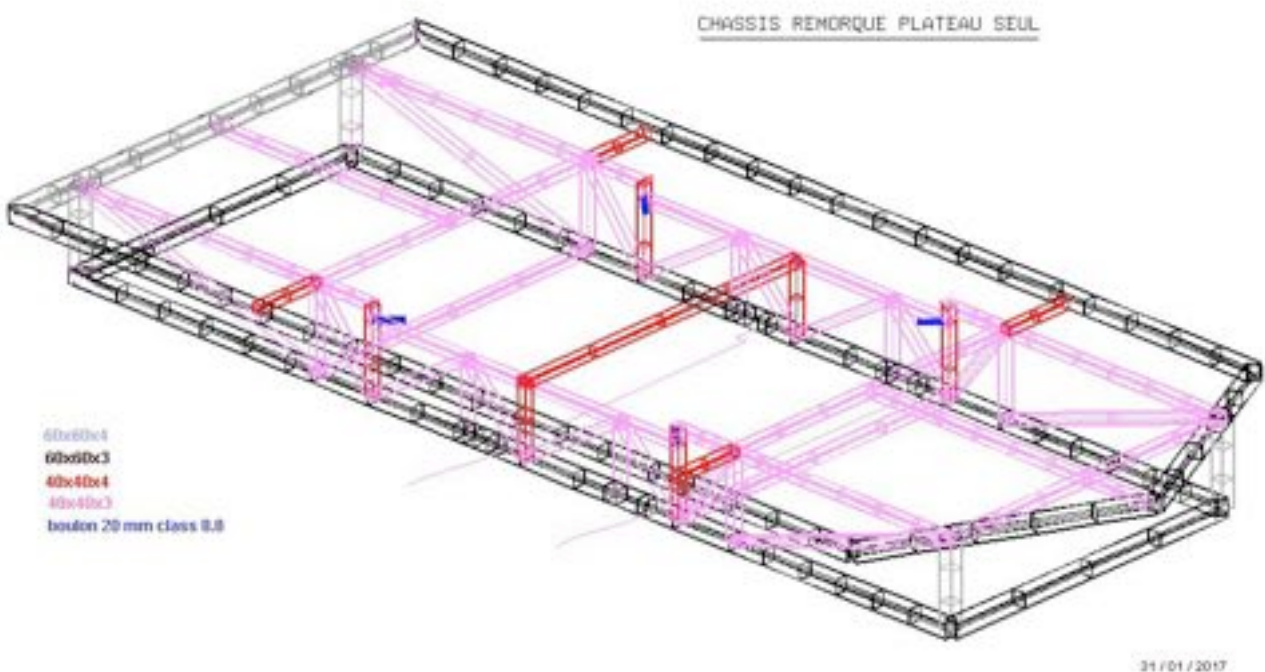 CHASSIS REMORQUE PLATEAU SEUL
60x60x4
60x60x3
40x40x4
40x40x3
boulon 20 mm class 8.8
31/01/2017